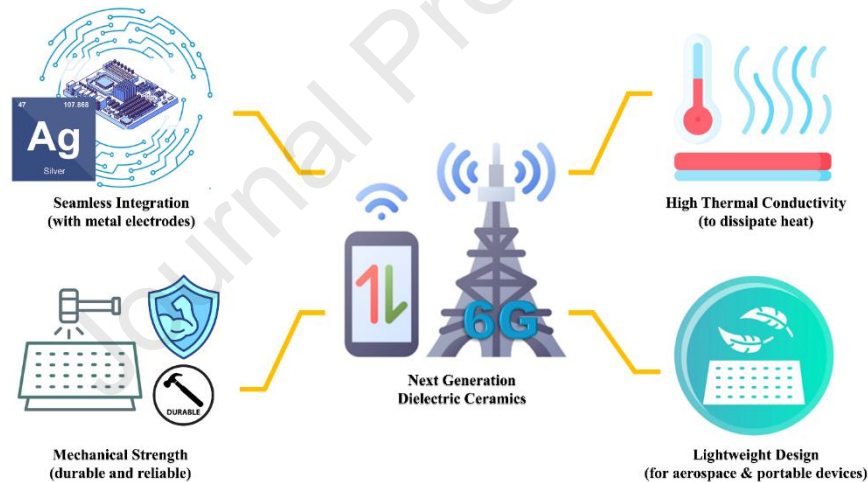 Journal Pre
47 107.868
Ag
Silver
Seamless Integration
(with metal electrodes)
High Thermal Conductivity
(to dissipate heat)
6G
Next Generation
Dielectric Ceramics
DURABLE
Mechanical Strength
(durable and reliable)
Lightweight Design
(for aerospace & portable devices)